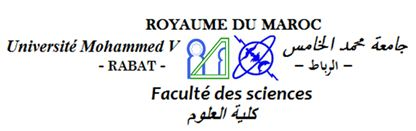 ROYAUME DU MAROC
Université Mohammed V جامعة محمد الخامس
- RABAT - – الرباط –
Faculté des sciences
كلية العلوم